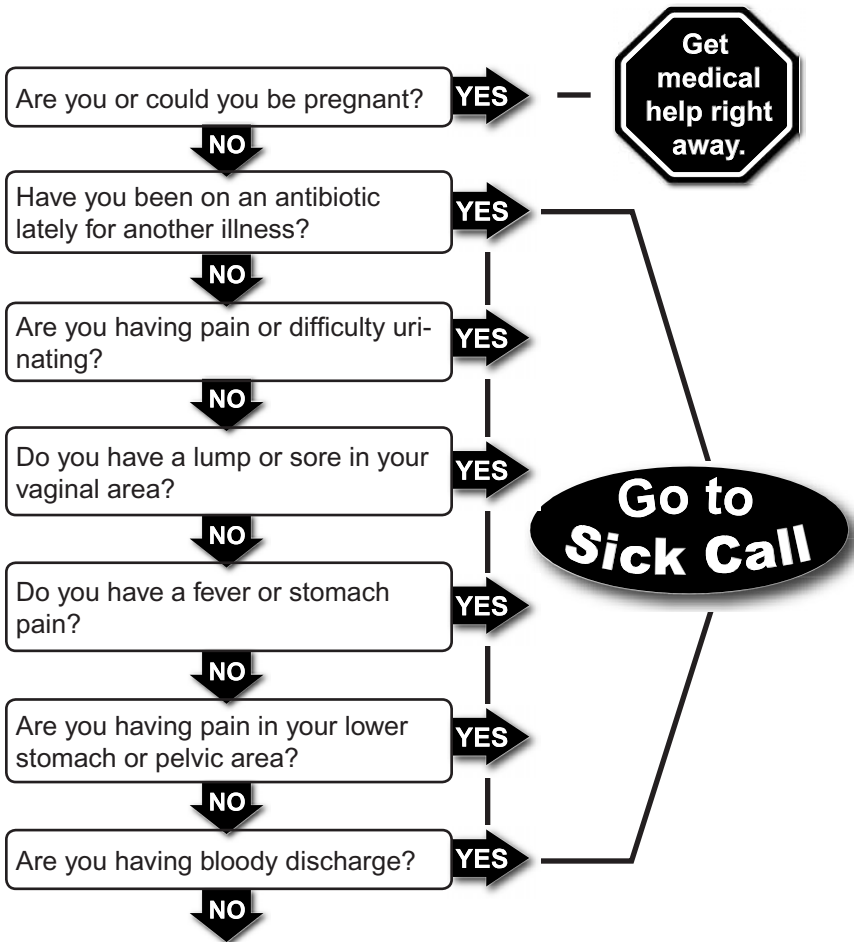 Get
medical
help right
away.
Are you or could you be pregnant?
YES
NO
Have you been on an antibiotic
lately for another illness?
YES
NO
Are you having pain or difficulty uri-
nating?
YES
NO
Do you have a lump or sore in your
vaginal area?
YES
NO
Go to
Sick Call
Do you have a fever or stomach
pain?
YES
NO
Are you having pain in your lower
stomach or pelvic area?
YES
NO
Are you having bloody discharge?
YES
NO